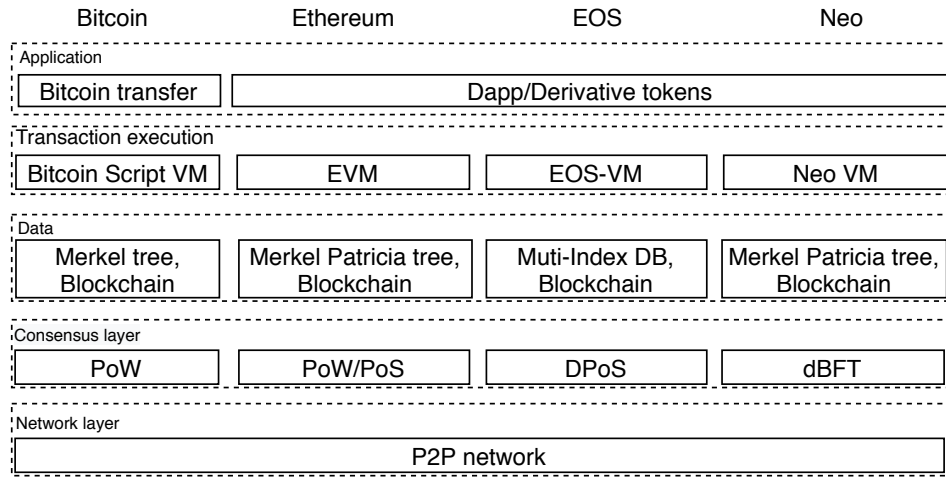 Bitcoin Ethereum EOS Neo
Application
Bitcoin transfer Dapp/Derivative tokens
Transaction execution
Bitcoin Script VM EVM EOS-VM Neo VM
Data
Merkel tree, Merkel Patricia tree, Muti-Index DB, Merkel Patricia tree,
Blockchain Blockchain Blockchain Blockchain
Consensus layer
PoW PoW/PoS DPoS dBFT
Network layer
P2P network